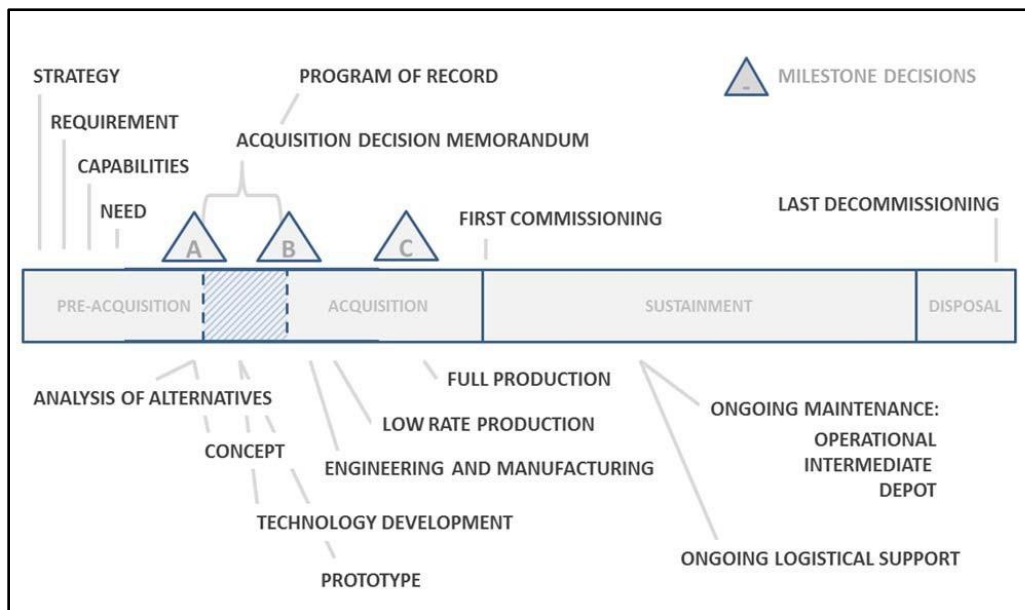 STRATEGY
PROGRAM OF RECORD
-
MILESTONE DECISIONS
REQUIREMENT
ACQUISITION DECISION MEMORANDUM
CAPABILITIES
NEED
FIRST COMMISSIONING
LAST DECOMMISSIONING
A
B
C
PRE-ACQUISITION
ACQUISITION
SUSTAINMENT
DISPOSAL
ANALYSIS OF ALTERNATIVES
FULL PRODUCTION
LOW RATE PRODUCTION
ONGOING MAINTENANCE:
OPERATIONAL
INTERMEDIATE
DEPOT
CONCEPT
ENGINEERING AND MANUFACTURING
TECHNOLOGY DEVELOPMENT
ONGOING LOGISTICAL SUPPORT
PROTOTYPE